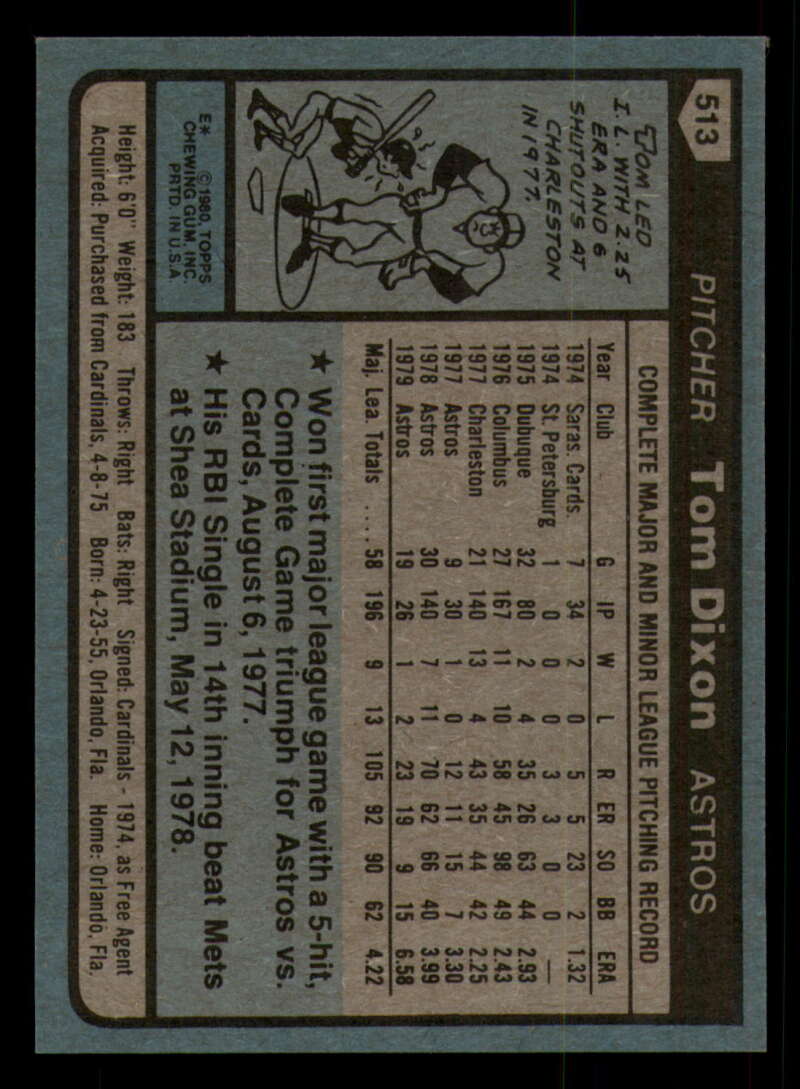 513
PITCHER Tom Dixon ASTROS
TOM LED
I.L. WITH 2.25
ERA AND 6
SHUTOUTS AT
CHARLESTON
IN 1977.
E* ©1980 TOPPS
CHEWING GUM, INC.
PRTD. IN U.S.A.
COMPLETE MAJOR AND MINOR LEAGUE PITCHING RECORD
Year Club G IP W L R ER SO BB ERA
1974 Saras. Cards. 7 34 2 0 5 5 23 2 1.32
1974 St. Petersburg 1 0 0 0 3 3 0 0 —
1975 Dubuque 32 80 2 4 35 26 63 44 2.93
1976 Columbus 27 167 11 10 58 45 98 49 2.43
1977 Charleston 21 140 13 4 43 35 44 42 2.25
1977 Astros 9 30 1 0 12 11 15 7 3.30
1978 Astros 30 140 7 11 70 62 66 40 3.99
1979 Astros 19 26 1 2 23 19 9 15 6.58
Maj. Lea. Totals .... 58 196 9 13 105 92 90 62 4.22
★ Won first major league game with a 5-hit,
Complete Game triumph for Astros vs.
Cards, August 6, 1977.
★ His RBI Single in 14th inning beat Mets
at Shea Stadium, May 12, 1978.
Height: 6'0" Weight: 183 Throws: Right Bats: Right Signed: Cardinals - 1974, as Free Agent
Acquired: Purchased from Cardinals, 4-8-75 Born: 4-23-55, Orlando, Fla. Home: Orlando, Fla.